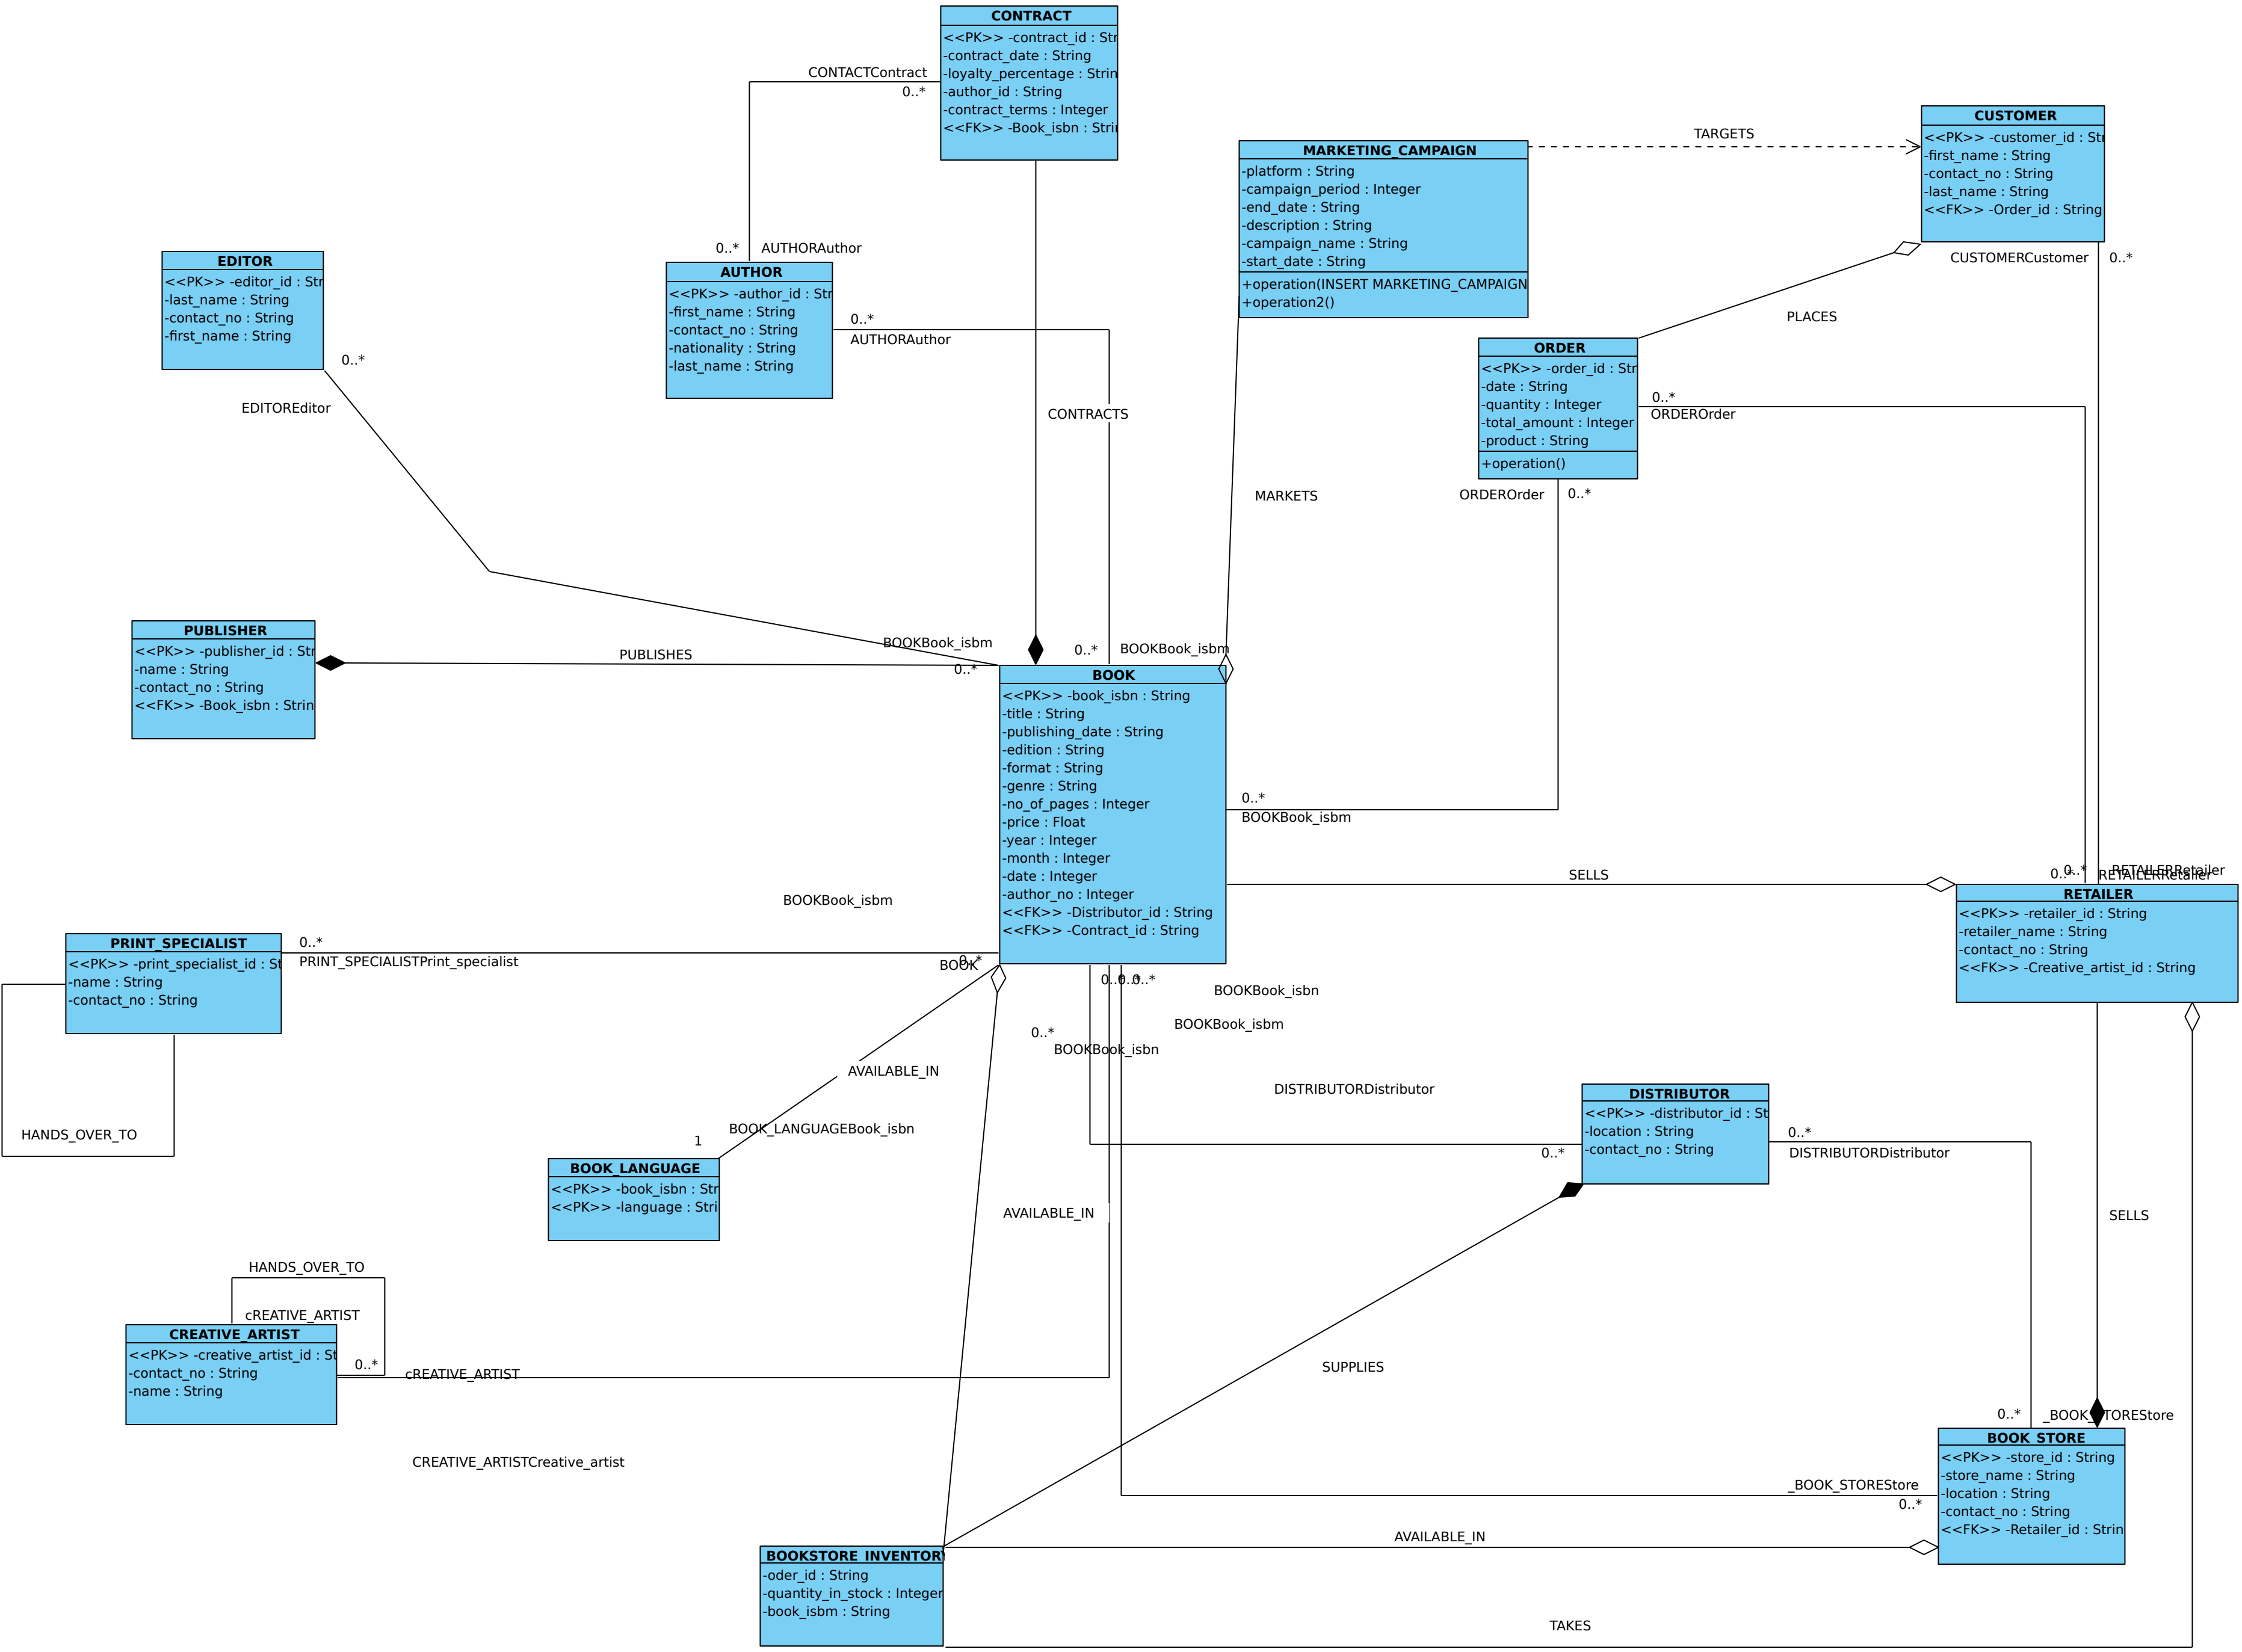 CONTRACT
<<PK>> -contract_id : Str
-contract_date : String
-loyalty_percentage : Strin
-author_id : String
-contract_terms : Integer
<<FK>> -Book_isbn : Stri
CONTACTContract
0..*
0..*
AUTHORAuthor
MARKETING_CAMPAIGN
-platform : String
-campaign_period : Integer
-end_date : String
-description : String
-campaign_name : String
-start_date : String
+operation(INSERT MARKETING_CAMPAIGN
+operation2()
TARGETS
CUSTOMER
<<PK>> -customer_id : Str
-first_name : String
-contact_no : String
-last_name : String
<<FK>> -Order_id : String
CUSTOMERCustomer
0..*
PLACES
EDITOR
<<PK>> -editor_id : Str
-last_name : String
-contact_no : String
-first_name : String
0..*
EDITOREditor
AUTHOR
<<PK>> -author_id : Str
-first_name : String
-contact_no : String
-nationality : String
-last_name : String
0..*
AUTHORAuthor
CONTRACTS
ORDER
<<PK>> -order_id : Str
-date : String
-quantity : Integer
-total_amount : Integer
-product : String
+operation()
0..*
ORDEROrder
ORDEROrder
0..*
MARKETS
PUBLISHER
<<PK>> -publisher_id : Str
-name : String
-contact_no : String
<<FK>> -Book_isbn : Strin
PUBLISHES
BOOKBook_isbm
0..*
0..*
BOOKBook_isbm
BOOK
<<PK>> -book_isbn : String
-title : String
-publishing_date : String
-edition : String
-format : String
-genre : String
-no_of_pages : Integer
-price : Float
-year : Integer
-month : Integer
-date : Integer
-author_no : Integer
<<FK>> -Distributor_id : String
<<FK>> -Contract_id : String
0..*
BOOKBook_isbm
SELLS
0..*
0..*
RETAILERRetailer
RETAILERRetailer
RETAILER
<<PK>> -retailer_id : String
-retailer_name : String
-contact_no : String
<<FK>> -Creative_artist_id : String
BOOKBook_isbm
PRINT_SPECIALIST
<<PK>> -print_specialist_id : St
-name : String
-contact_no : String
0..*
PRINT_SPECIALISTPrint_specialist
HANDS_OVER_TO
0..*
BOOK
0..*
0..*
0..*
BOOKBook_isbn
BOOKBook_isbm
0..*
BOOKBook_isbn
AVAILABLE_IN
BOOK_LANGUAGEBook_isbn
1
BOOK_LANGUAGE
<<PK>> -book_isbn : Str
<<PK>> -language : Stri
DISTRIBUTORDistributor
0..*
DISTRIBUTOR
<<PK>> -distributor_id : St
-location : String
-contact_no : String
0..*
DISTRIBUTORDistributor
AVAILABLE_IN
SELLS
HANDS_OVER_TO
cREATIVE_ARTIST
CREATIVE_ARTIST
<<PK>> -creative_artist_id : St
-contact_no : String
-name : String
0..*
cREATIVE_ARTIST
CREATIVE_ARTISTCreative_artist
SUPPLIES
0..*
_BOOK_STOREStore
BOOK_STORE
<<PK>> -store_id : String
-store_name : String
-location : String
-contact_no : String
<<FK>> -Retailer_id : Strin
_BOOK_STOREStore
0..*
AVAILABLE_IN
BOOKSTORE_INVENTORY
-oder_id : String
-quantity_in_stock : Integer
-book_isbm : String
TAKES